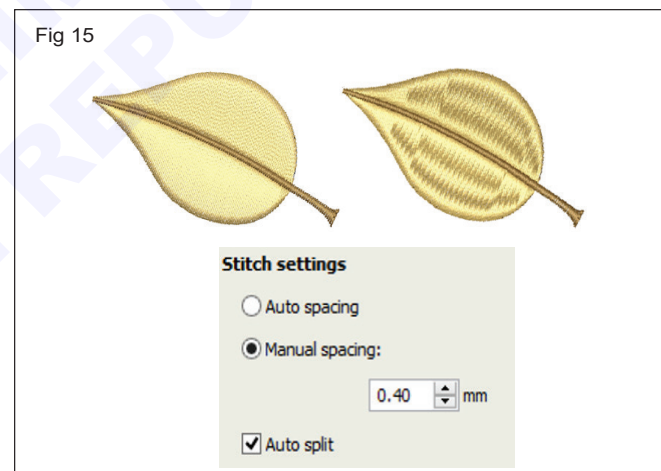 Fig 15
Stitch settings
Auto spacing
Manual spacing:
0.40 mm
Auto split